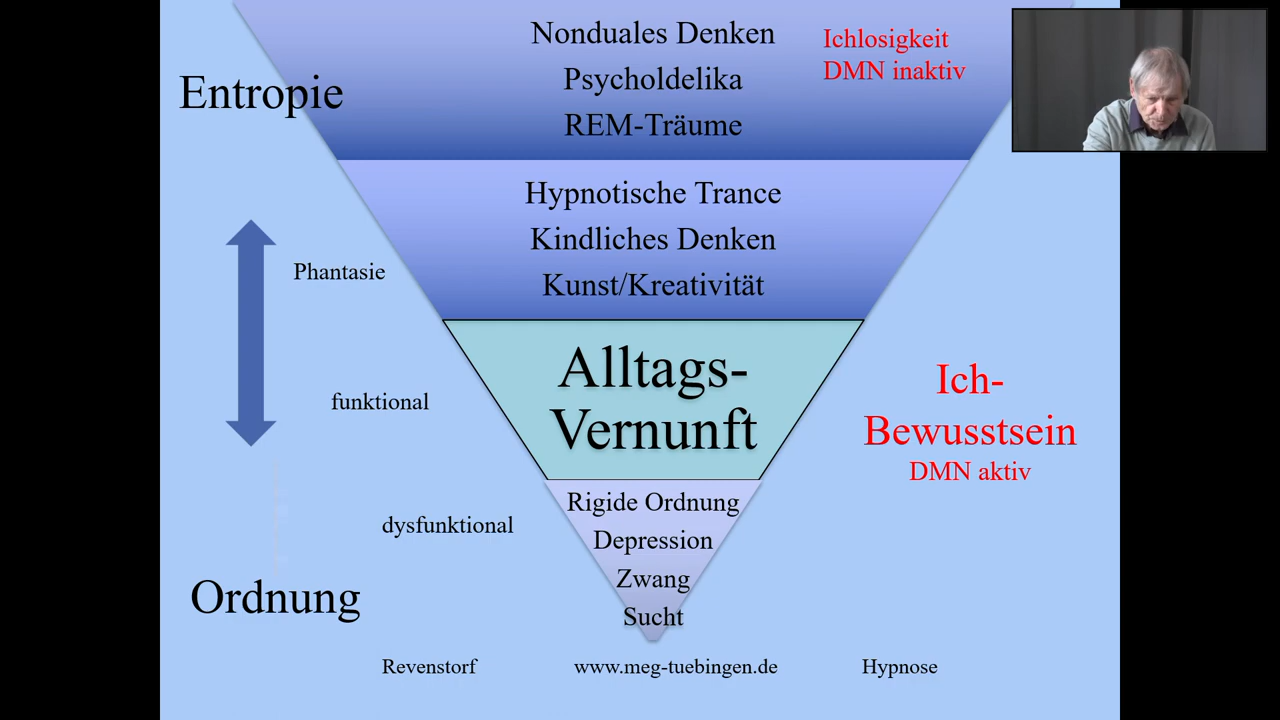 Nonduales Denken
Psycholdelika
REM-Träume
Ichlosigkeit
DMN inaktiv
Entropie
Hypnotische Trance
Kindliches Denken
Kunst/Kreativität
Phantasie
Alltags-
Vernunft
funktional
Ich-
Bewusstsein
DMN aktiv
Rigide Ordnung
Depression
Zwang
Sucht
dysfunktional
Ordnung
Revenstorf
www.meg-tuebingen.de
Hypnose